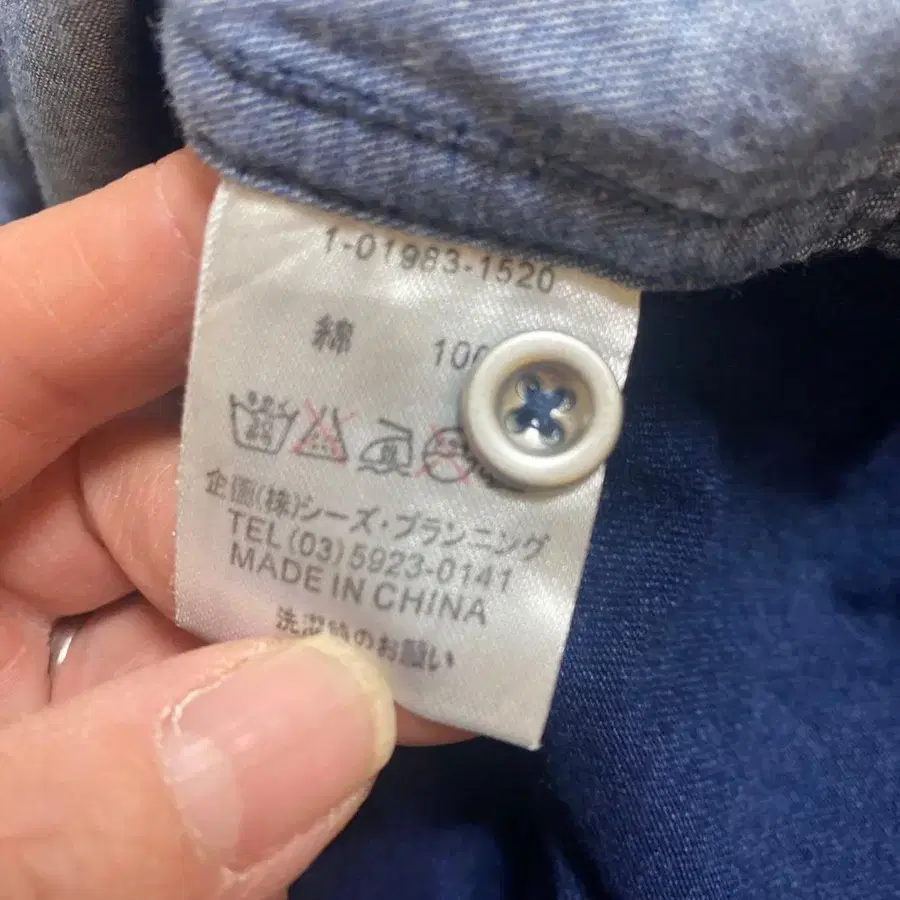 1-01983-1520
綿 10
企画(株)シーズ・プランニング
TEL (03) 5923-0141
MADE IN CHINA
洗濯時のお願い